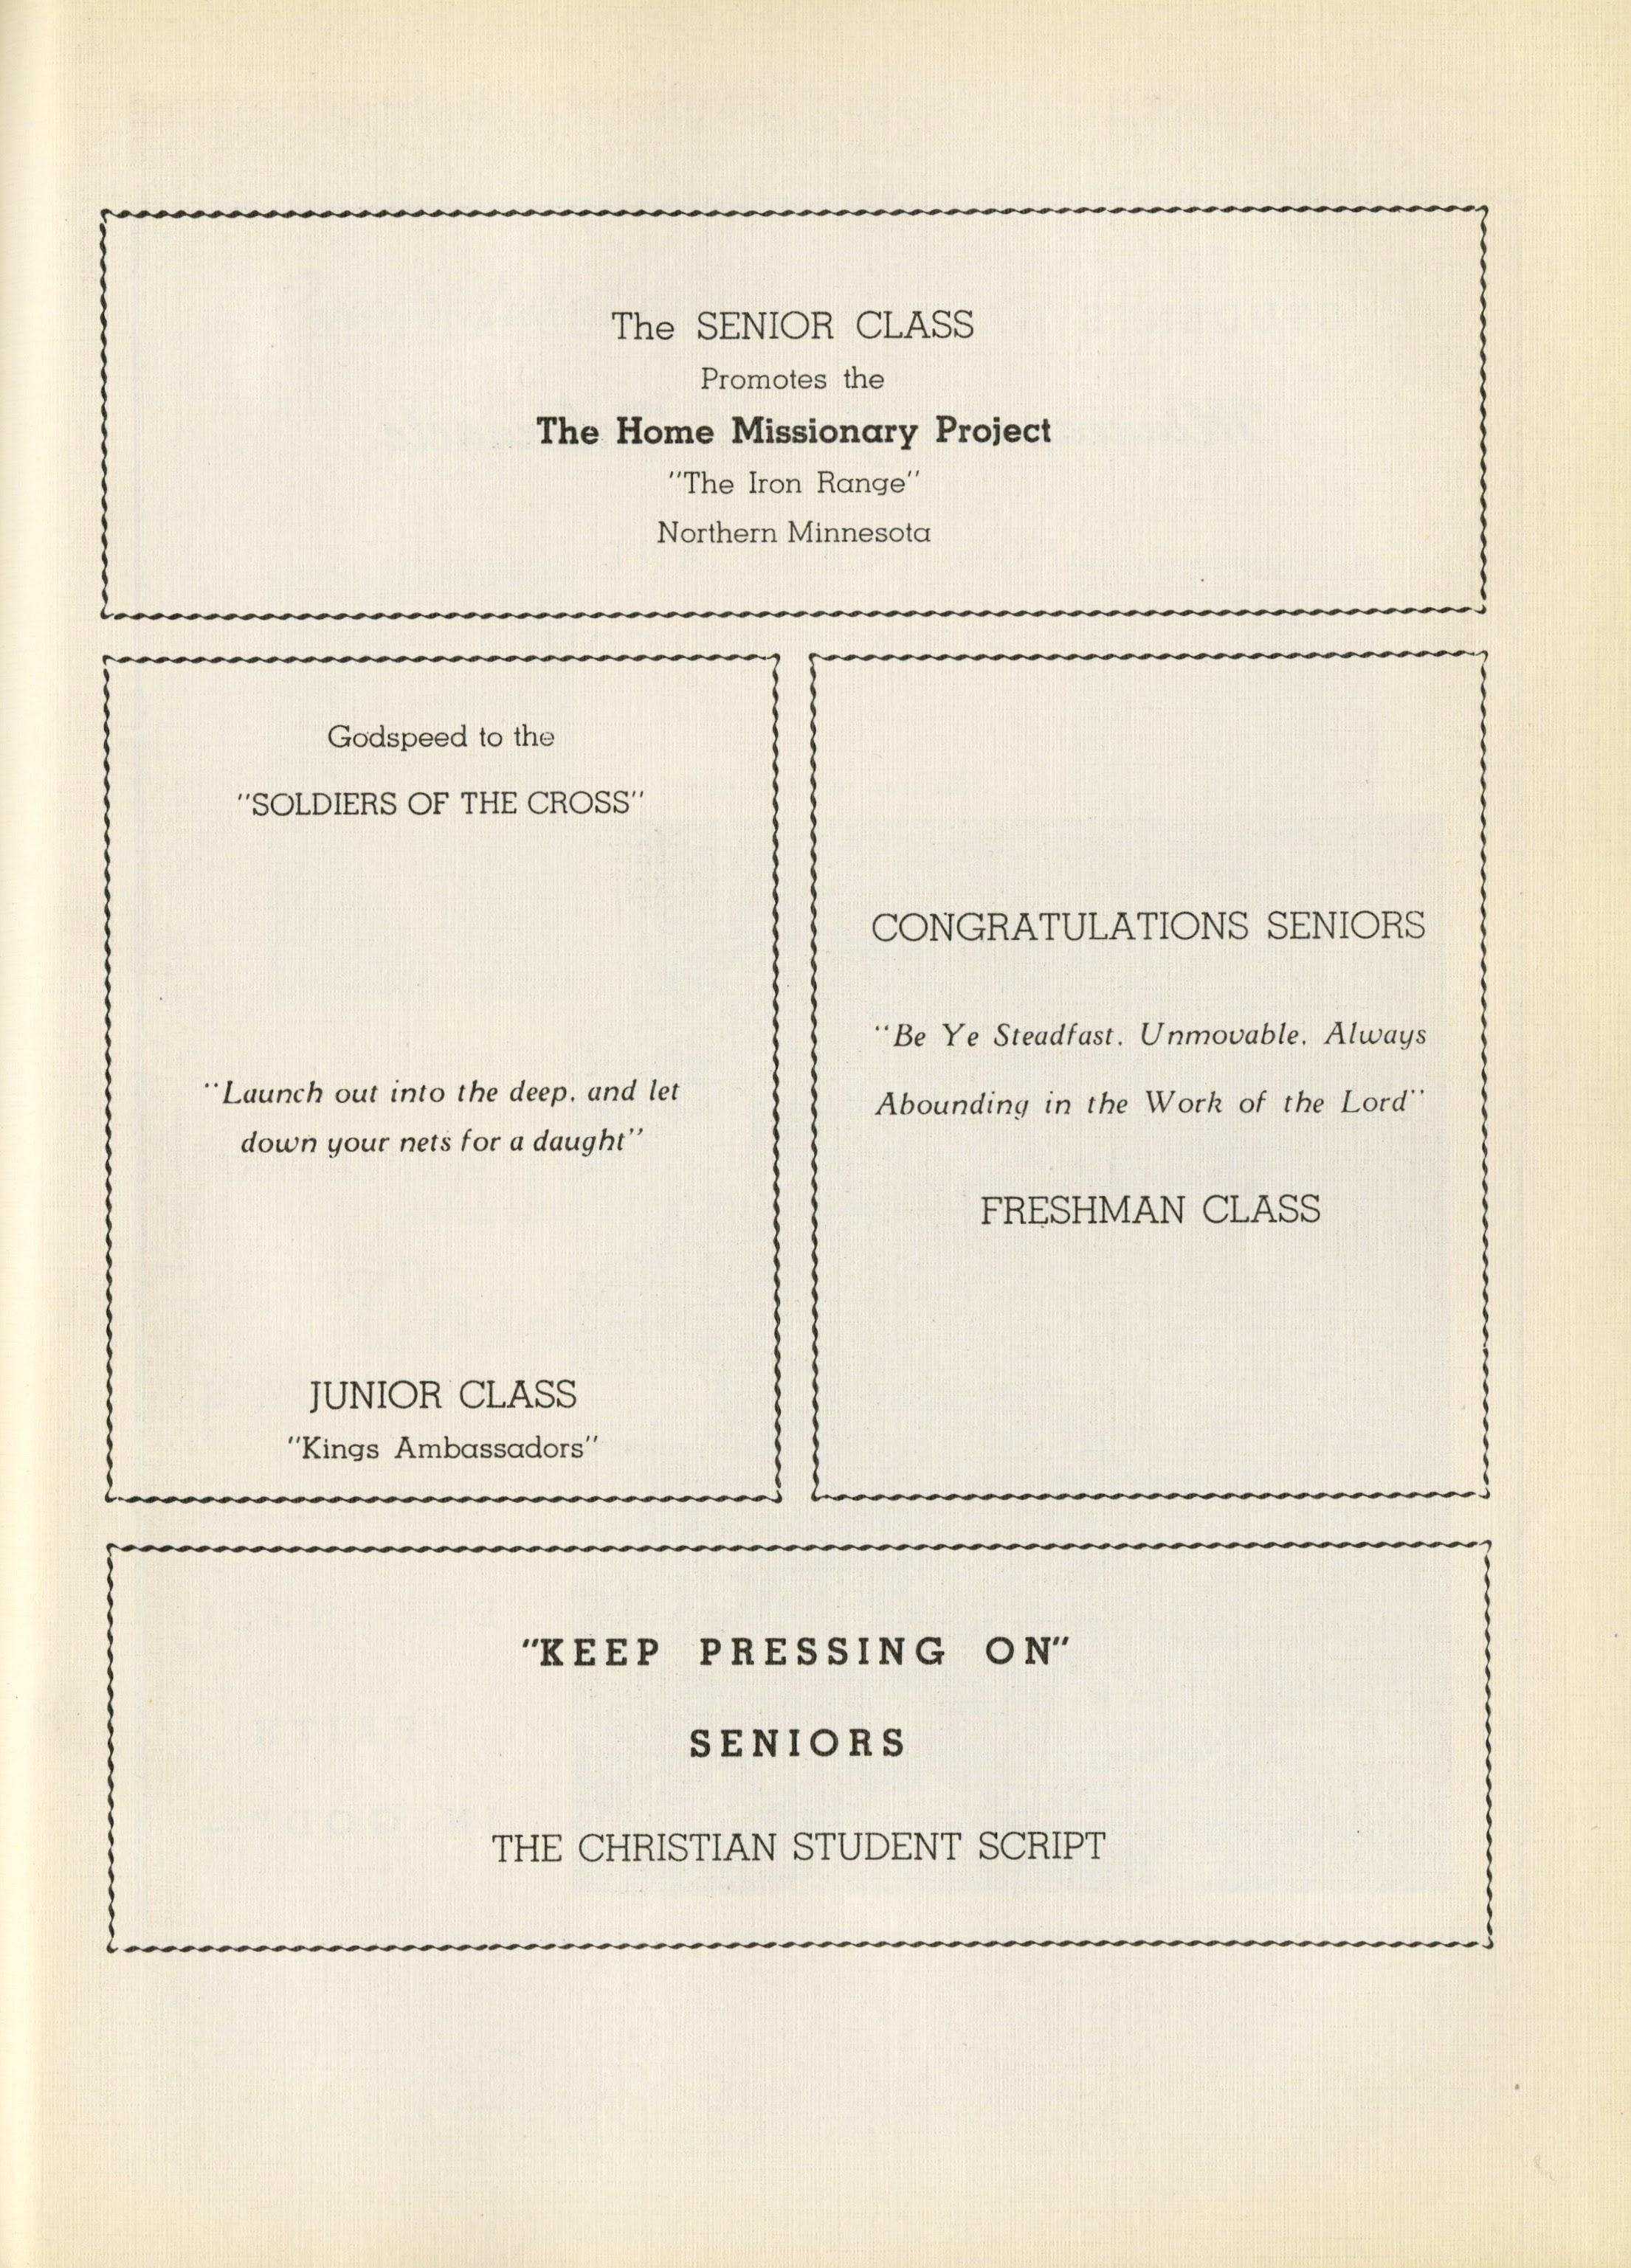 The SENIOR CLASS
Promotes the
The Home Missionary Project
"The Iron Range"
Northern Minnesota
Godspeed to the
"SOLDIERS OF THE CROSS"
"Launch out into the deep, and let
down your nets for a daught"
JUNIOR CLASS
"Kings Ambassadors"
CONGRATULATIONS SENIORS
"Be Ye Steadfast, Unmovable, Always
Abounding in the Work of the Lord"
FRESHMAN CLASS
"KEEP PRESSING ON"
SENIORS
THE CHRISTIAN STUDENT SCRIPT